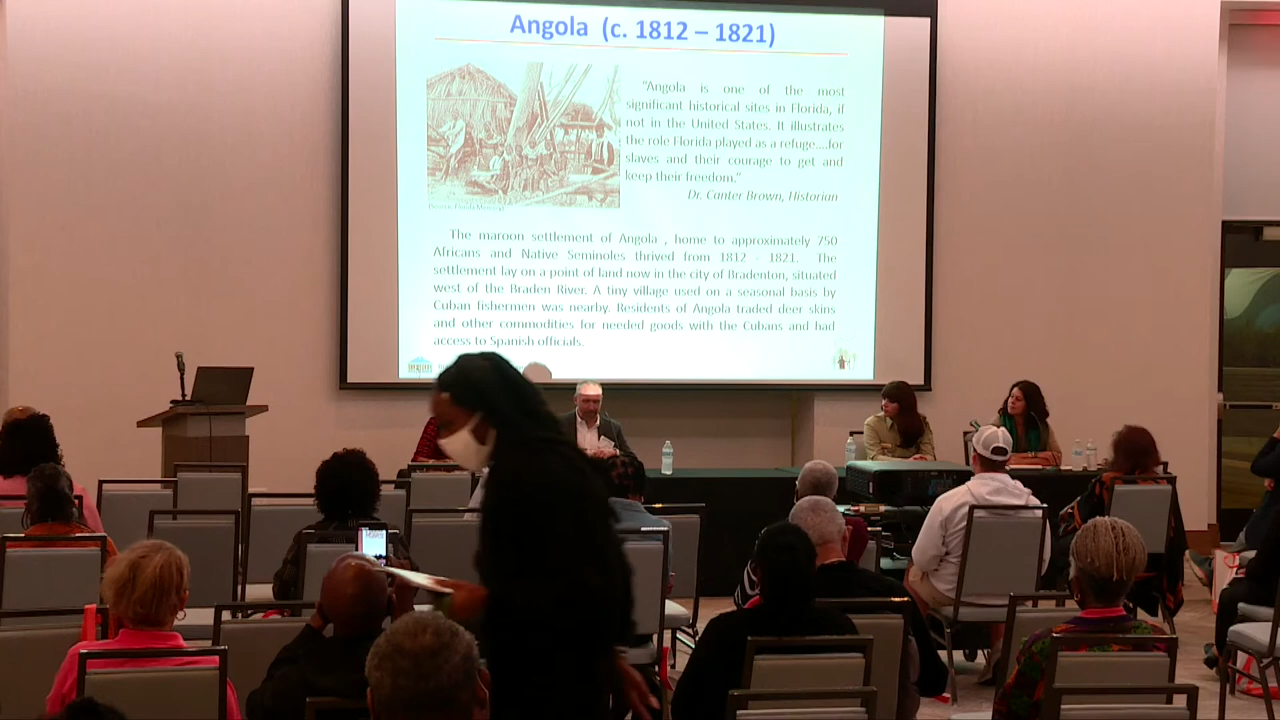 Angola (c. 1812 – 1821)
"Angola is one of the most
significant historical sites in Florida, if
not in the United States. It illustrates
the role Florida played as a refuge....for
slaves and their courage to get and
keep their freedom."
Dr. Canter Brown, Historian
The maroon settlement of Angola , home to approximately 750
Africans and Native Seminoles thrived from 1812 - 1821. The
settlement lay on a point of land now in the city of Bradenton, situated
west of the Braden River. A tiny village used on a seasonal basis by
Cuban fishermen was nearby. Residents of Angola traded deer skins
and other commodities for needed goods with the Cubans and had
access to Spanish officials.